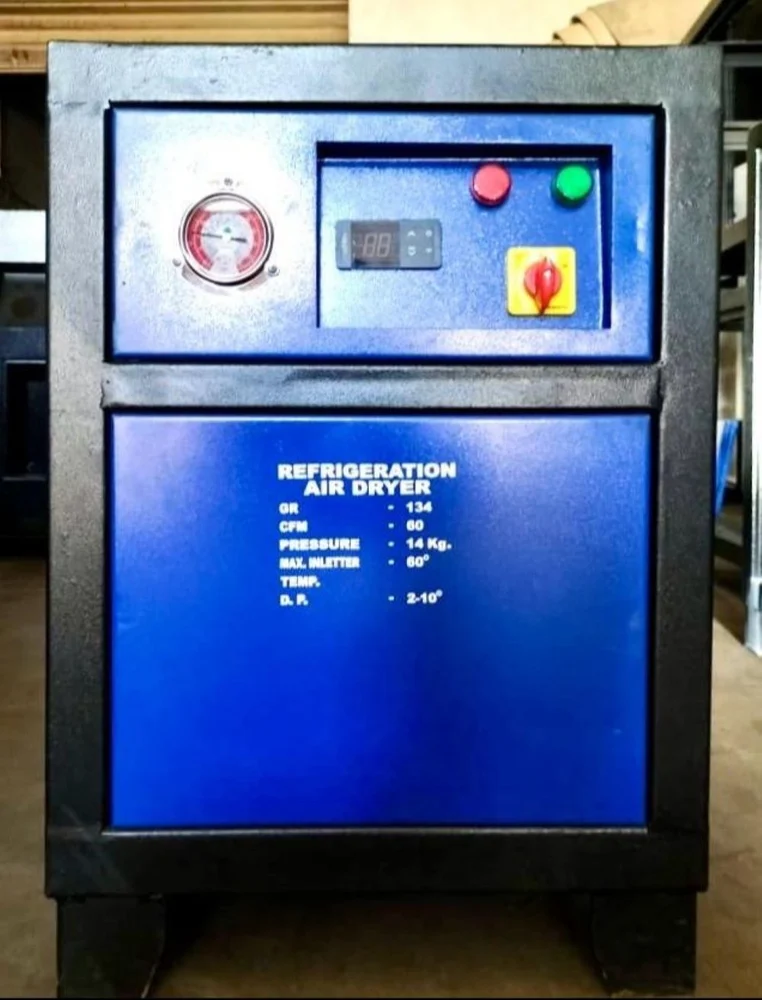 REFRIGERATION
AIR DRYER
GR - 134
CFM - 60
PRESSURE - 14 Kg.
MAX. INLETTER - 60°
TEMP.
D. P. - 2-10°